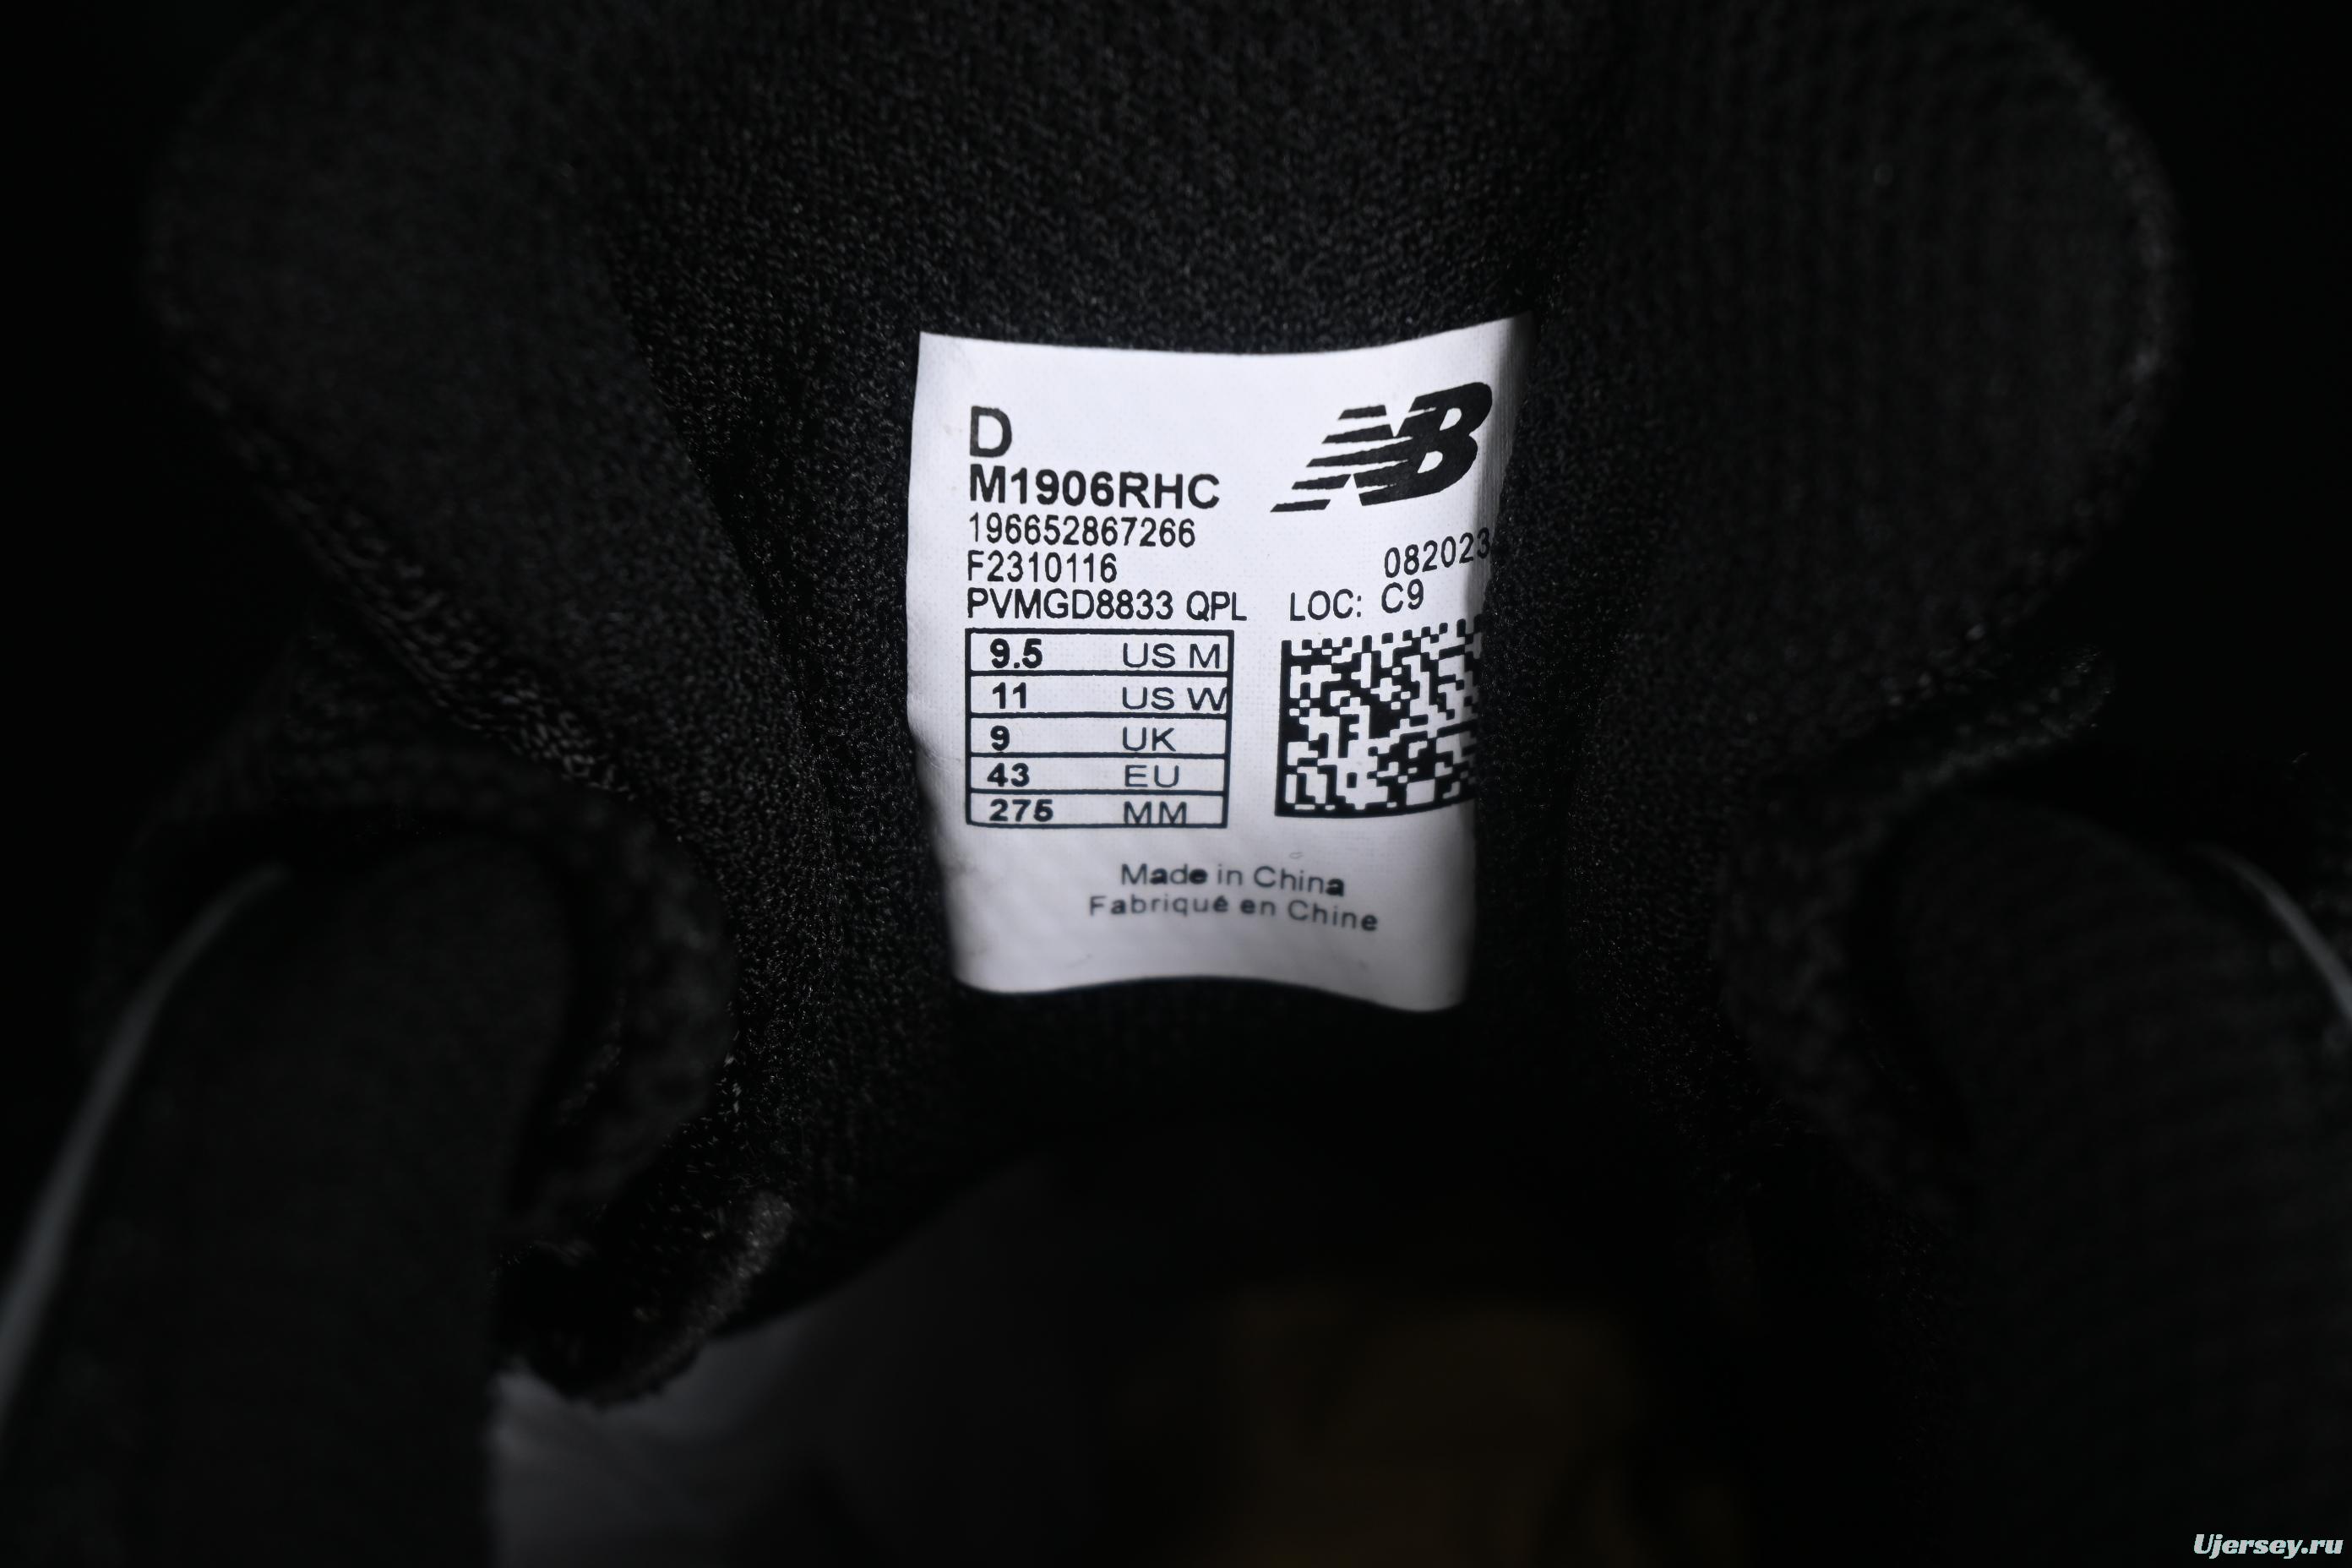 D
NB
M1906RHC
196652867266
F2310116
082023
PVMGD8833 QPL
LOC: C9
9.5 US M
11 US W
9 UK
43 EU
275 MM
Made in China
Fabriqué en Chine
Ujersey.ru